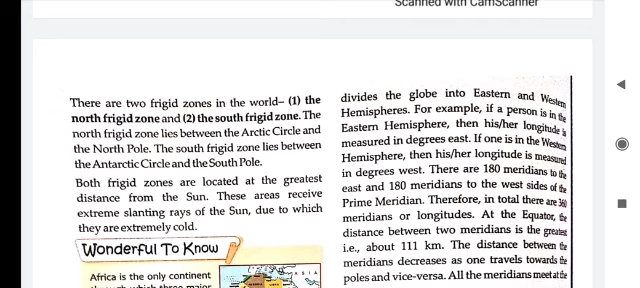 Scanned with CamScanner
There are two frigid zones in the world– (1) the
north frigid zone and (2) the south frigid zone. The
north frigid zone lies between the Arctic Circle and
the North Pole. The south frigid zone lies between
the Antarctic Circle and the South Pole.
Both frigid zones are located at the greatest
distance from the Sun. These areas receive
extreme slanting rays of the Sun, due to which
they are extremely cold.
Wonderful To Know
Africa is the only continent
through which three major
ASIA
divides the globe into Eastern and Western
Hemispheres. For example, if a person is in the
Eastern Hemisphere, then his/her longitude is
measured in degrees east. If one is in the Western
Hemisphere, then his/her longitude is measured
in degrees west. There are 180 meridians to the
east and 180 meridians to the west sides of the
Prime Meridian. Therefore, in total there are 360
meridians or longitudes. At the Equator, the
distance between two meridians is the greatest
i.e., about 111 km. The distance between the
meridians decreases as one travels towards the
poles and vice-versa. All the meridians meet at the